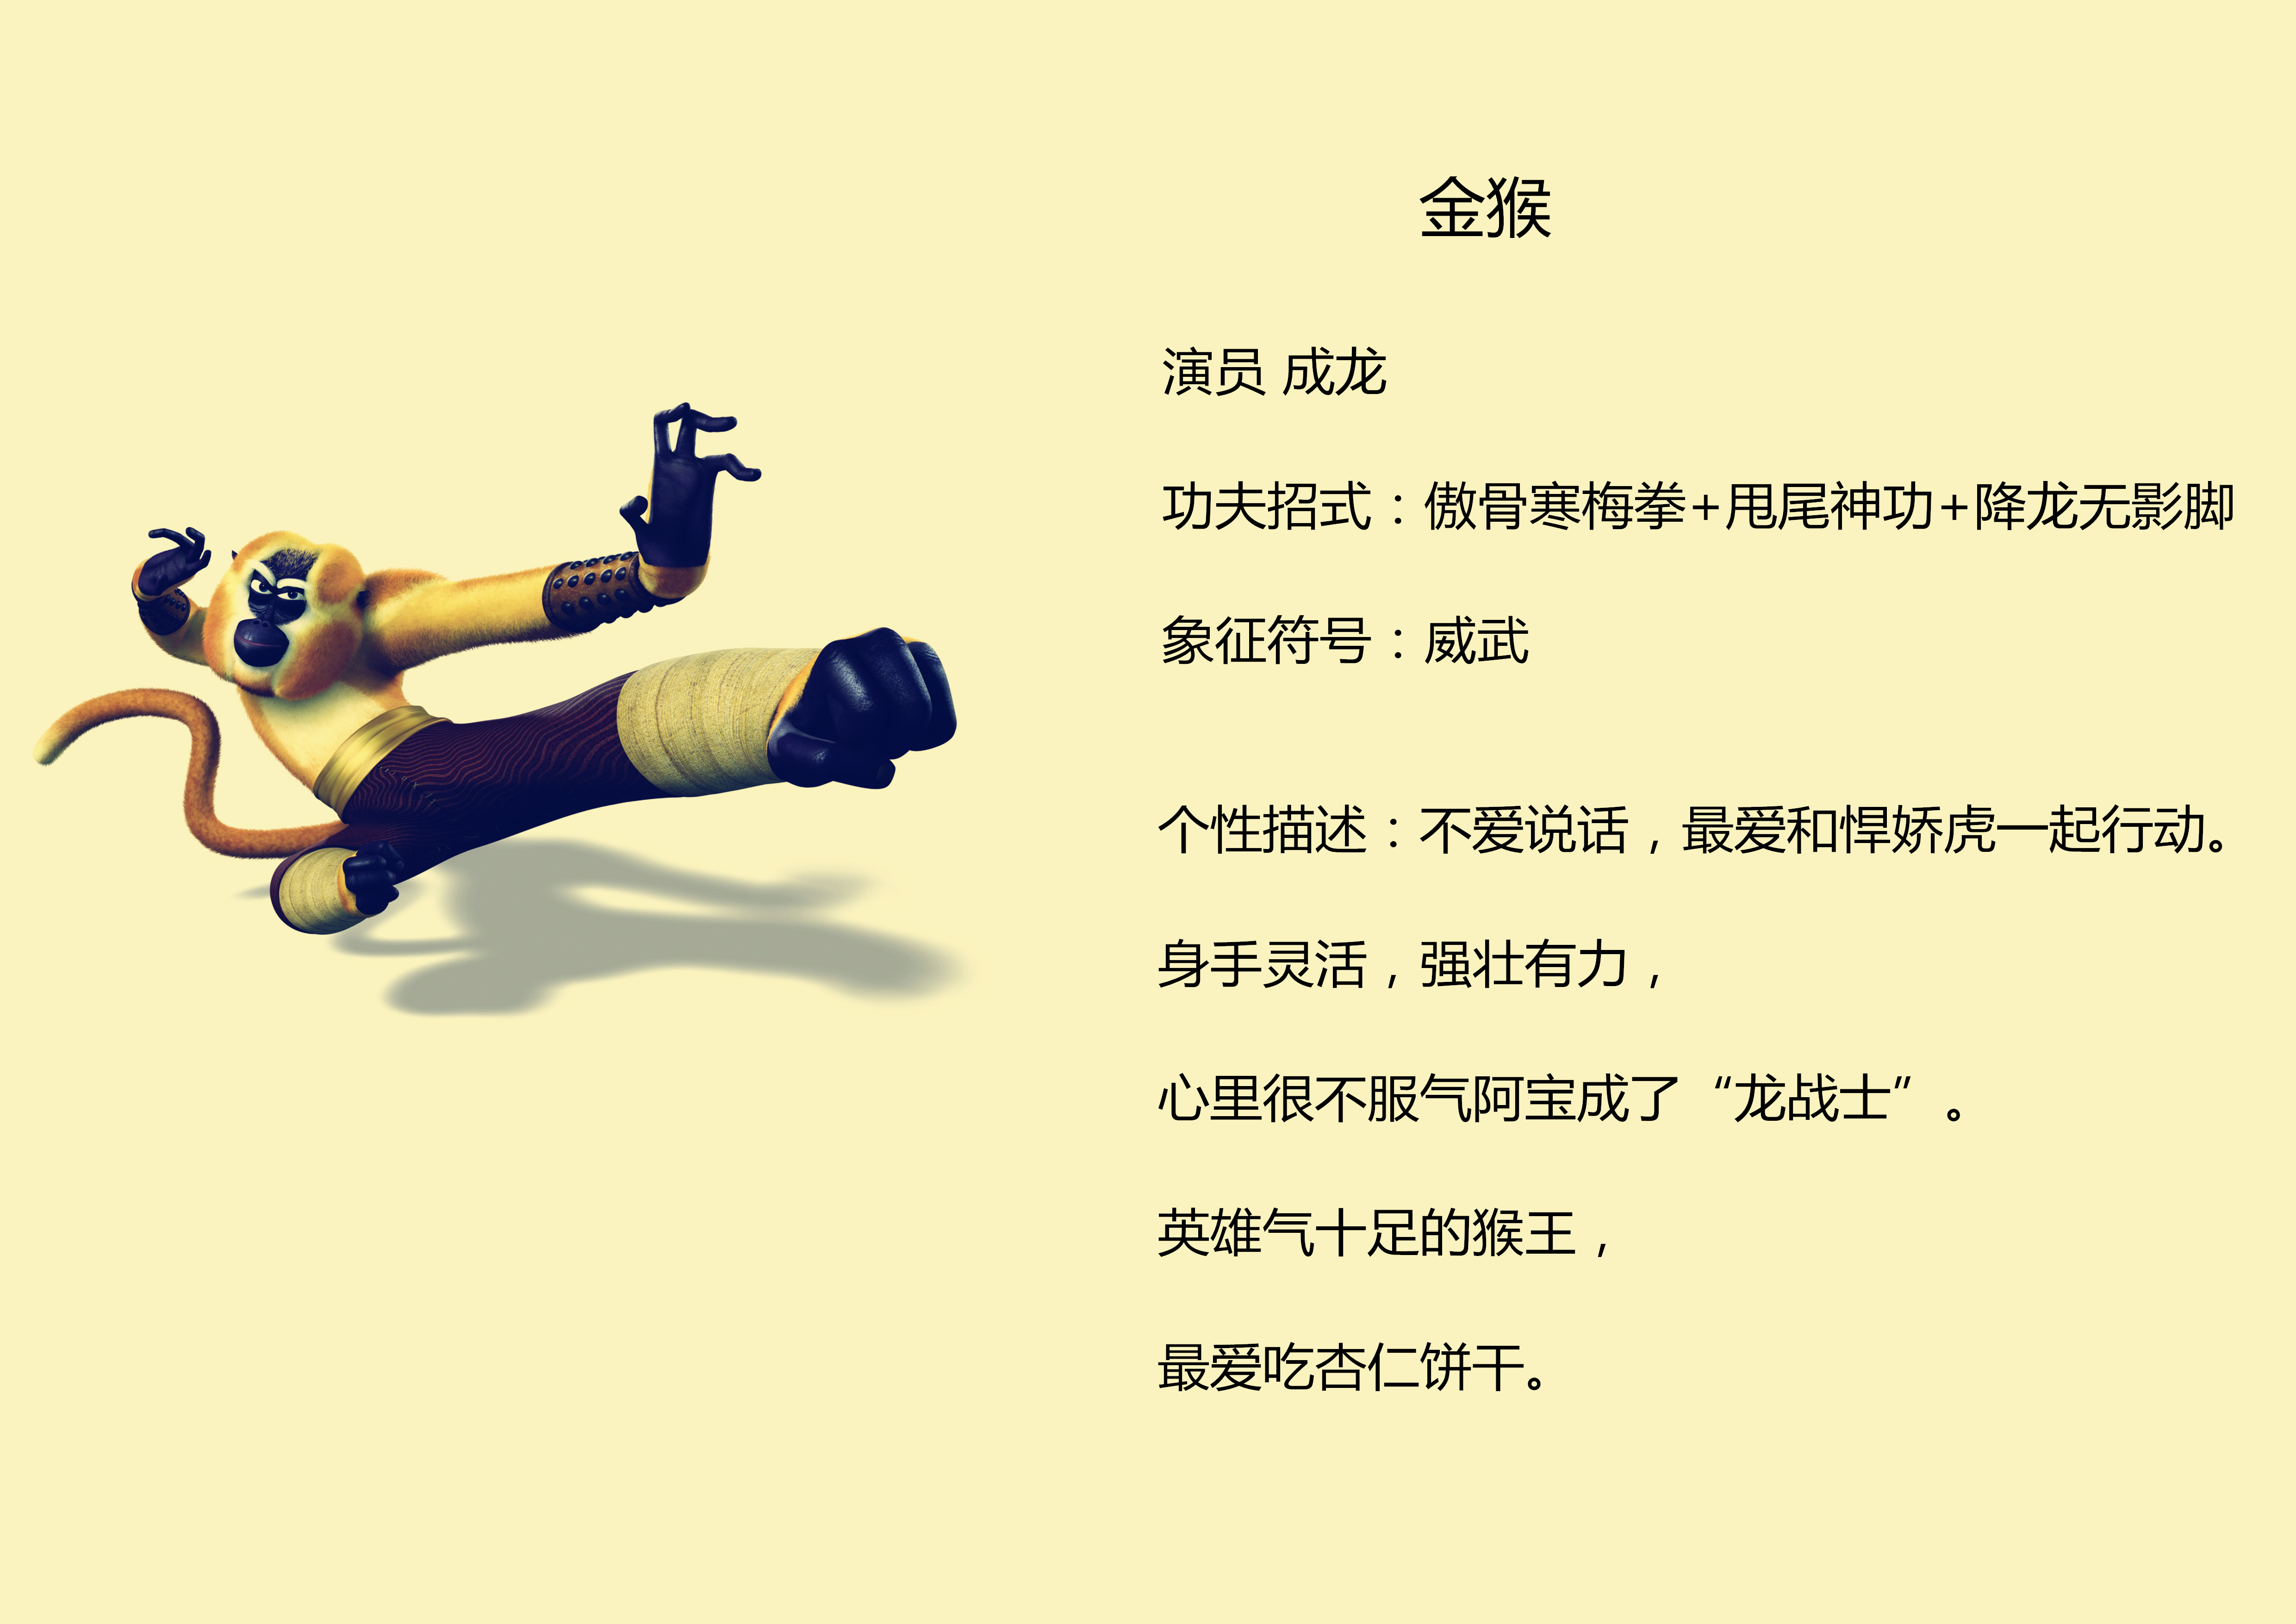 金猴
演员 成龙
功夫招式：傲骨寒梅拳+甩尾神功+降龙无影脚
象征符号：威武
个性描述：不爱说话，最爱和悍娇虎一起行动。
身手灵活，强壮有力，
心里很不服气阿宝成了“龙战士”。
英雄气十足的猴王，
最爱吃杏仁饼干。